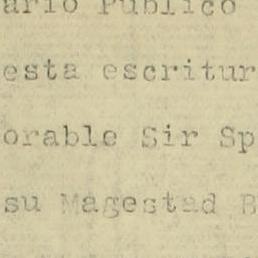 ario Publico
esta escritur
orable Sir Sp
su Magestad B